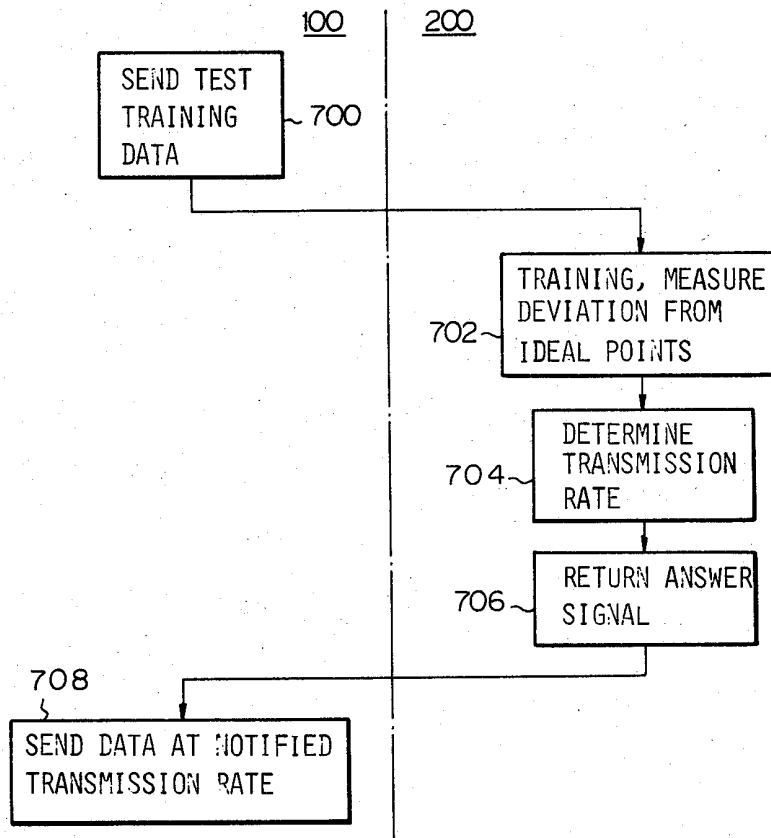 100 200
SEND TEST
TRAINING
DATA
700
TRAINING, MEASURE
DEVIATION FROM
IDEAL POINTS
702
DETERMINE
TRANSMISSION
RATE
704
RETURN ANSWER
SIGNAL
706
708
SEND DATA AT NOTIFIED
TRANSMISSION RATE